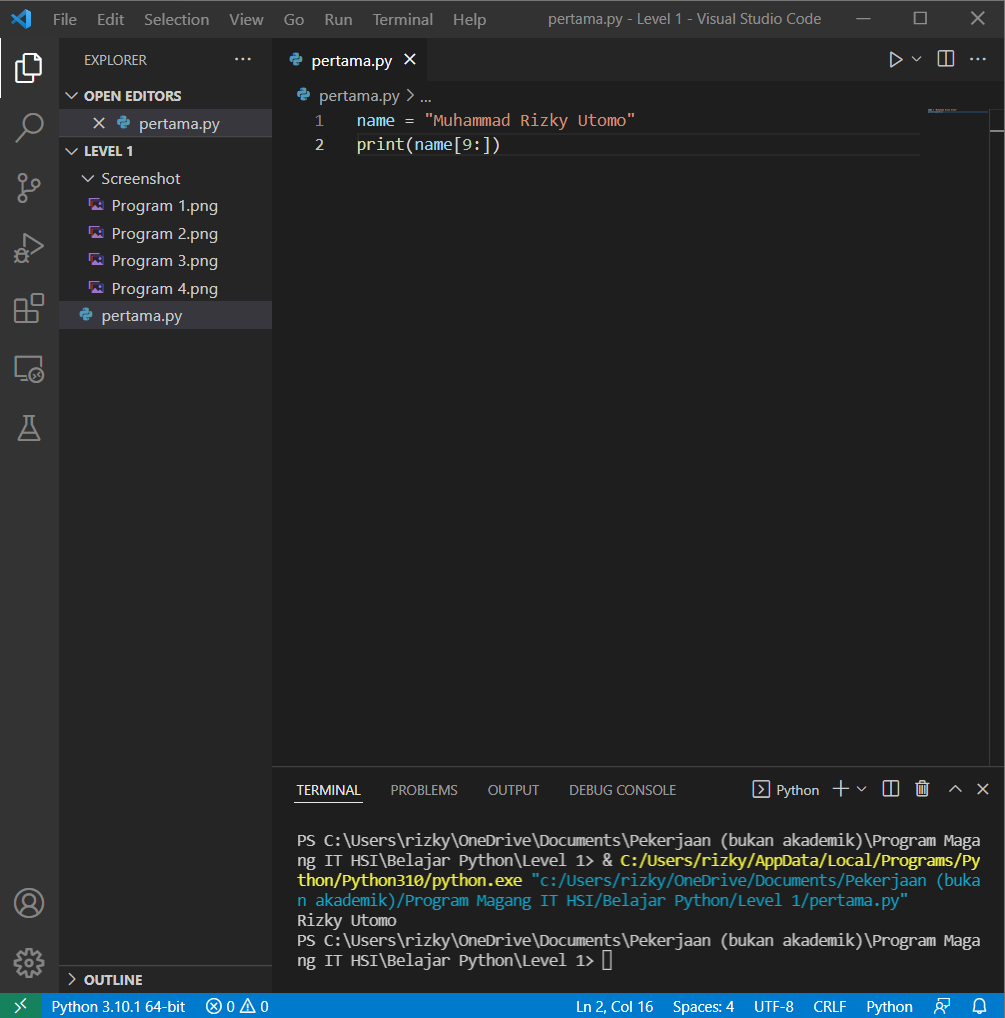 File Edit Selection View Go Run Terminal Help pertama.py - Level 1 - Visual Studio Code
EXPLORER
OPEN EDITORS
pertama.py
LEVEL 1
Screenshot
Program 1.png
Program 2.png
Program 3.png
Program 4.png
pertama.py
OUTLINE
pertama.py
pertama.py > ...
1 name = "Muhammad Rizky Utomo"
2 print(name[9:])
TERMINAL PROBLEMS OUTPUT DEBUG CONSOLE Python
PS C:\Users\rizky\OneDrive\Documents\Pekerjaan (bukan akademik)\Program Maga
ng IT HSI\Belajar Python\Level 1> & C:/Users/rizky/AppData/Local/Programs/Py
thon/Python310/python.exe "c:/Users/rizky/OneDrive/Documents/Pekerjaan (buka
n akademik)/Program Magang IT HSI/Belajar Python/Level 1/pertama.py"
Rizky Utomo
PS C:\Users\rizky\OneDrive\Documents\Pekerjaan (bukan akademik)\Program Maga
ng IT HSI\Belajar Python\Level 1>
Python 3.10.1 64-bit 0 0 Ln 2, Col 16 Spaces: 4 UTF-8 CRLF Python